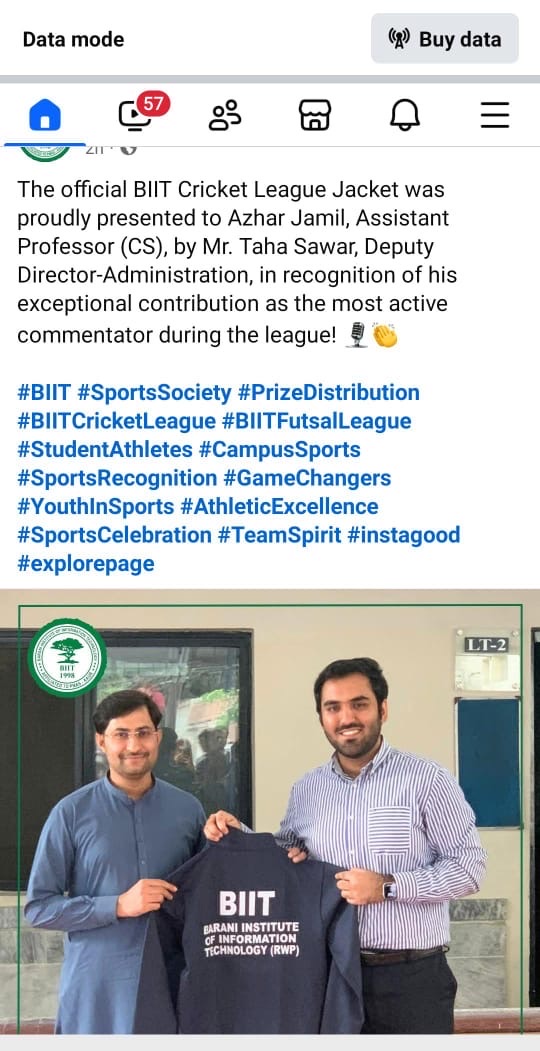 Data mode
Buy data
57
2h
The official BIIT Cricket League Jacket was
proudly presented to Azhar Jamil, Assistant
Professor (CS), by Mr. Taha Sawar, Deputy
Director-Administration, in recognition of his
exceptional contribution as the most active
commentator during the league! 🎙️👏
#BIIT #SportsSociety #PrizeDistribution
#BIITCricketLeague #BIITFutsalLeague
#StudentAthletes #CampusSports
#SportsRecognition #GameChangers
#YouthInSports #AthleticExcellence
#SportsCelebration #TeamSpirit #instagood
#explorepage
BIIT
1998
LT-2
BIIT
BARANI INSTITUTE
OF INFORMATION
TECHNOLOGY (RWP)